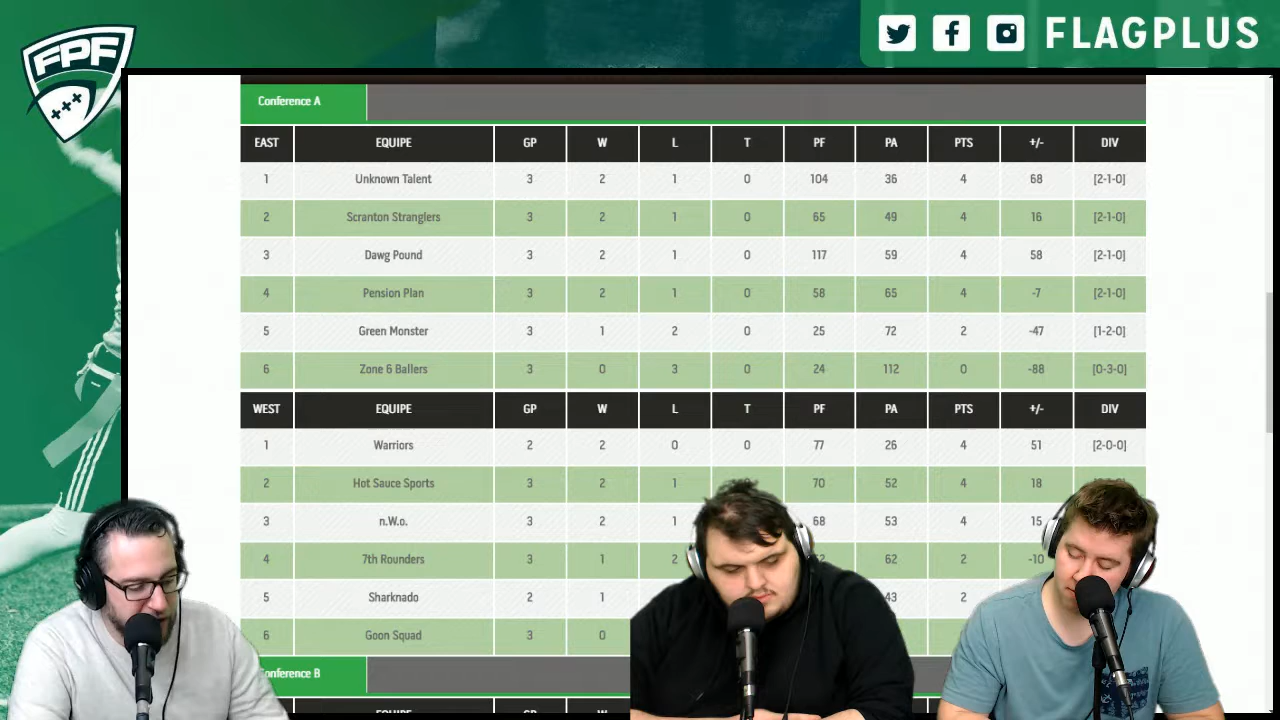 FPF
FLAGPLUS
Conference A
EAST EQUIPE GP W L T PF PA PTS +/- DIV
1 Unknown Talent 3 2 1 0 104 36 4 68 [2-1-0]
2 Scranton Stranglers 3 2 1 0 65 49 4 16 [2-1-0]
3 Dawg Pound 3 2 1 0 117 59 4 58 [2-1-0]
4 Pension Plan 3 2 1 0 58 65 4 -7 [2-1-0]
5 Green Monster 3 1 2 0 25 72 2 -47 [1-2-0]
6 Zone 6 Ballers 3 0 3 0 24 112 0 -88 [0-3-0]
WEST EQUIPE GP W L T PF PA PTS +/- DIV
1 Warriors 2 2 0 0 77 26 4 51 [2-0-0]
2 Hot Sauce Sports 3 2 1 70 52 4 18
3 n.W.o. 3 2 1 68 53 4 15
4 7th Rounders 3 1 2 62 2 -10
5 Sharknado 2 1 43 2
6 Goon Squad 3 0
onference B
EQUIPE GP W